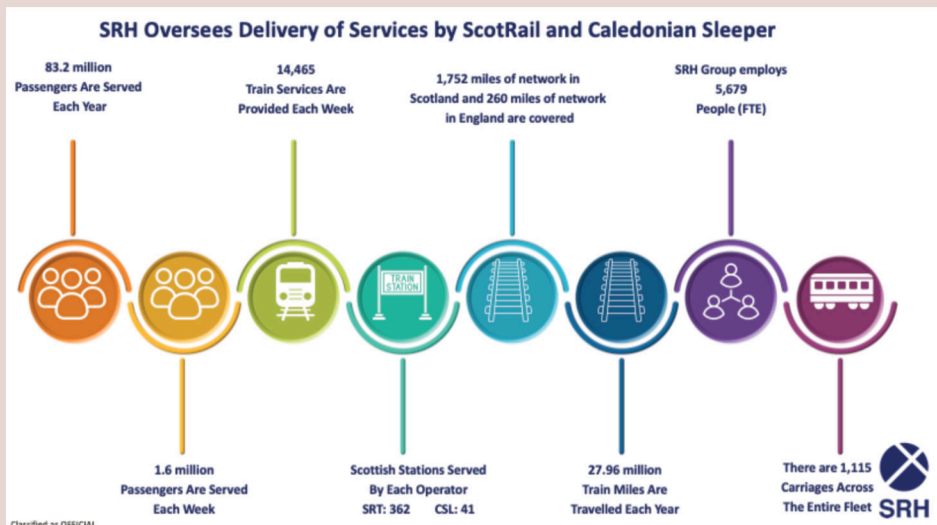 SRH Oversees Delivery of Services by ScotRail and Caledonian Sleeper
83.2 million
Passengers Are Served
Each Year
14,465
Train Services Are
Provided Each Week
1,752 miles of network in
Scotland and 260 miles of network
in England are covered
SRH Group employs
5,679
People (FTE)
TRAIN
STATION
1.6 million
Passengers Are Served
Each Week
Scottish Stations Served
By Each Operator
SRT: 362 CSL: 41
27.96 million
Train Miles Are
Travelled Each Year
There are 1,115
Carriages Across
The Entire Fleet
SRH
Classified as OFFICIAL